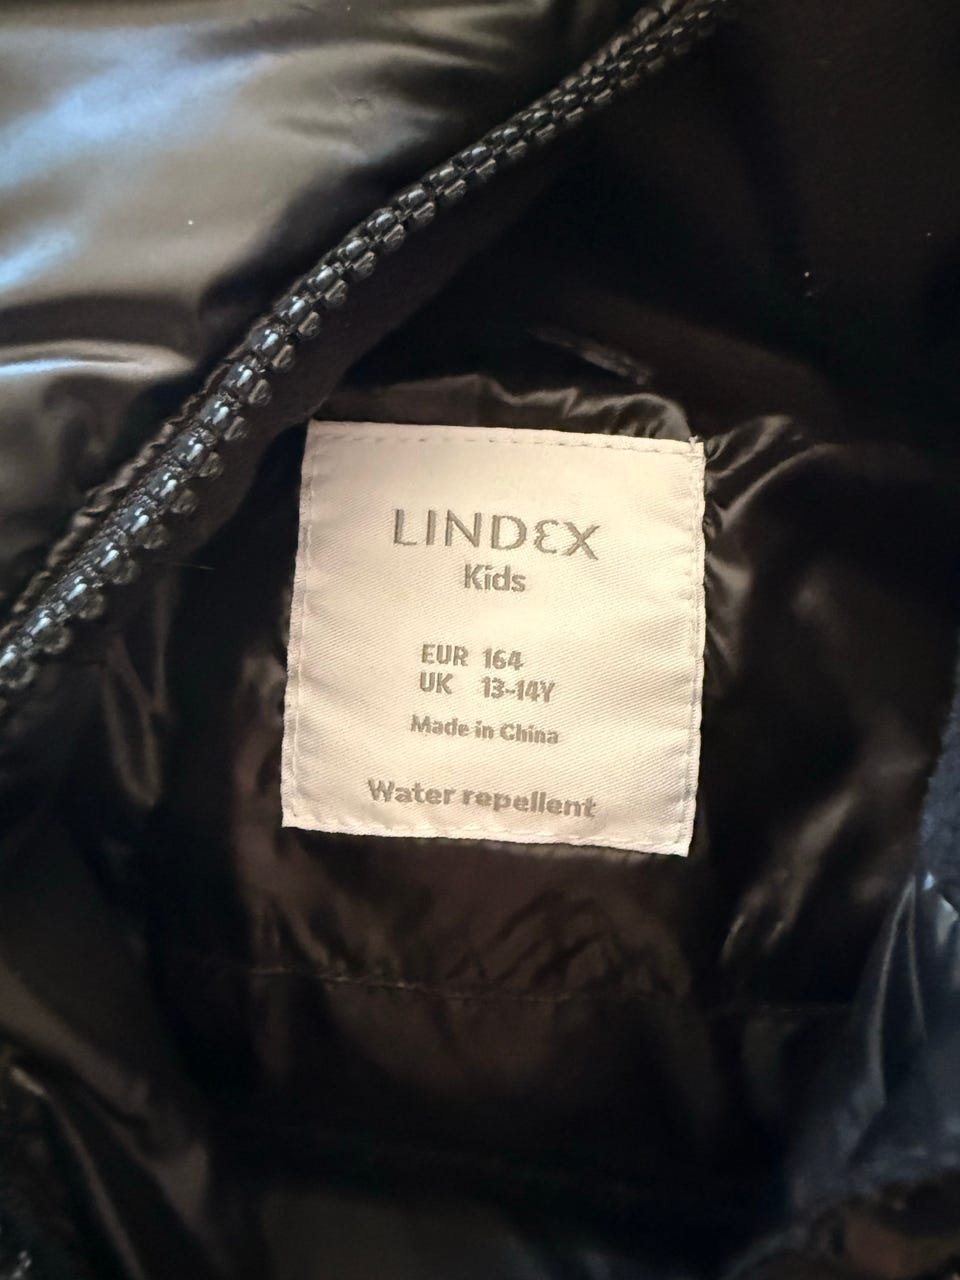 LINDEX
Kids
EUR 164
UK 13-14Y
Made in China
Water repellent